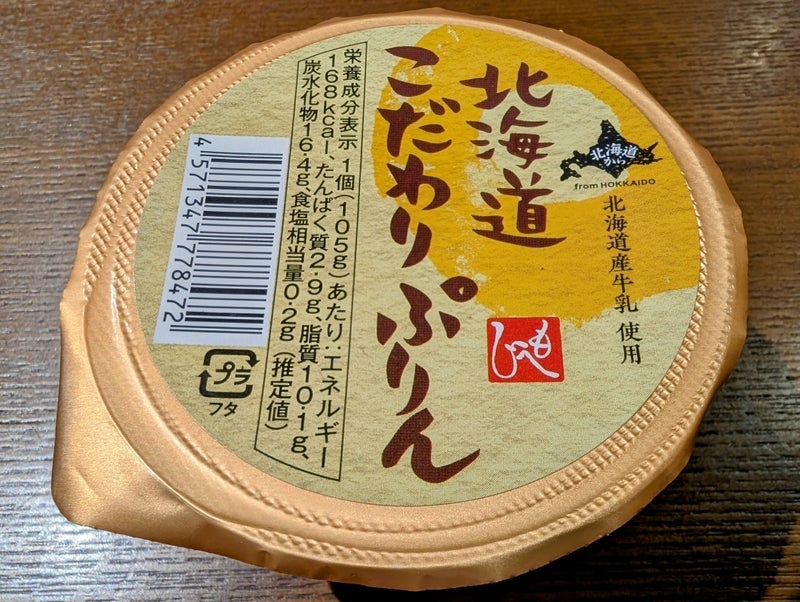 北海道
こだわりぷりん
北海道
から
from HOKKAIDO
北海道産牛乳 使用
もへじ
栄養成分表示 1個(105g)あたり:エネルギー
168kcal、たんぱく質2.9g、脂質10.1g、
炭水化物16.4g、食塩相当量0.2g(推定値)
4571347778472
プラ
フタ